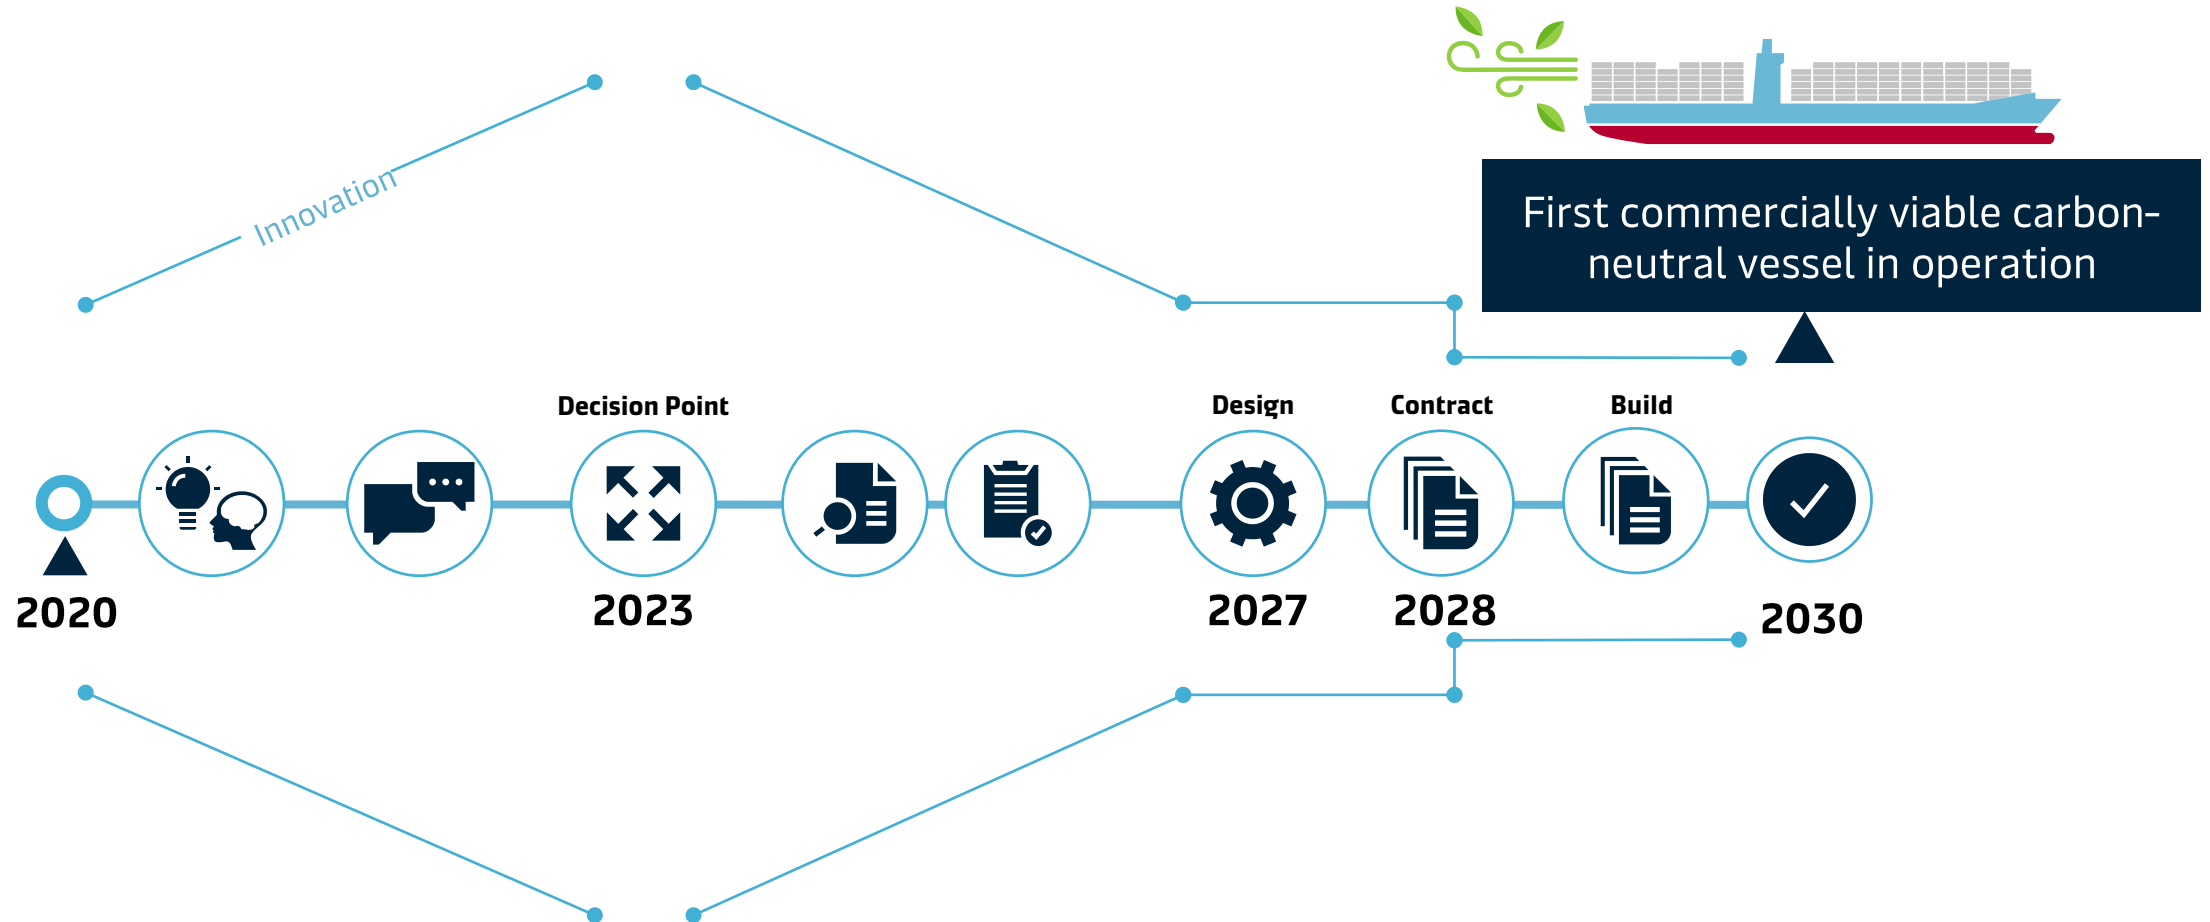 Innovation
First commercially viable carbon-
neutral vessel in operation
Decision Point
Design
Contract
Build
2020
2023
2027
2028
2030